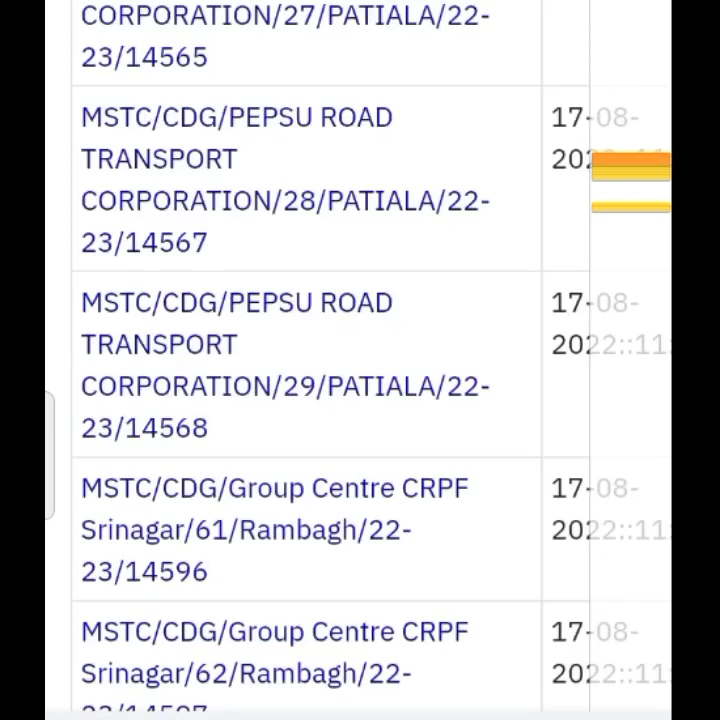 CORPORATION/27/PATIALA/22-
23/14565
MSTC/CDG/PEPSU ROAD
TRANSPORT
CORPORATION/28/PATIALA/22-
23/14567
17-08-
MSTC/CDG/PEPSU ROAD
TRANSPORT
CORPORATION/29/PATIALA/22-
23/14568
17-08-
2022::11:
MSTC/CDG/Group Centre CRPF
Srinagar/61/Rambagh/22-
23/14596
17-08-
2022::11:
MSTC/CDG/Group Centre CRPF
Srinagar/62/Rambagh/22-
17-08-
2022::11: